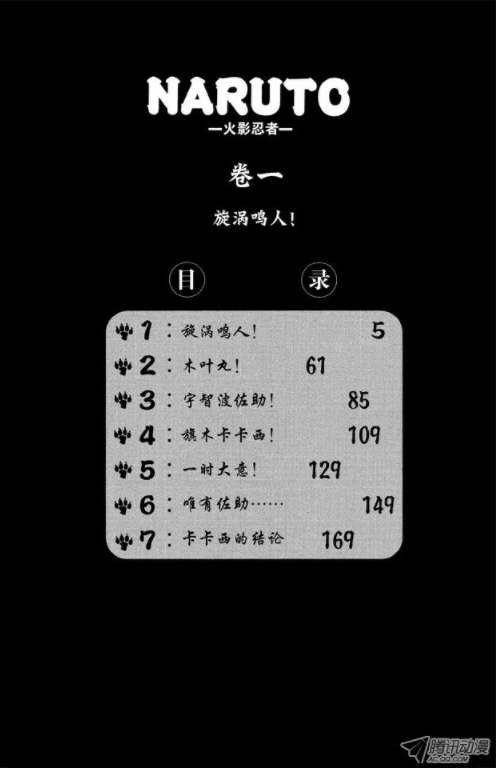 NARUTO
—火影忍者—
卷一
旋涡鸣人!
目 录
1：旋涡鸣人! 5
2：木叶丸! 61
3：宇智波佐助! 85
4：旗木卡卡西! 109
5：一时大意! 129
6：唯有佐助…… 149
7：卡卡西的结论 169
腾讯动漫
AC.QQ.COM